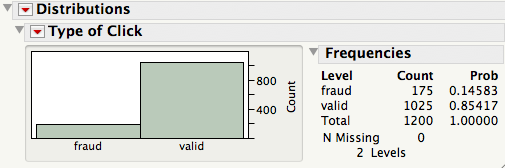 Distributions
Type of Click
800
400
Count
fraud
valid
Frequencies
Level Count Prob
fraud 175 0.14583
valid 1025 0.85417
Total 1200 1.00000
N Missing 0
2 Levels